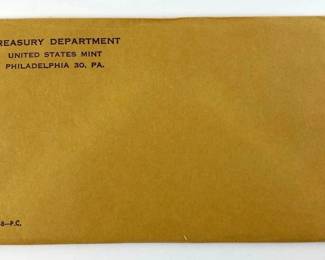 REASURY DEPARTMENT
UNITED STATES MINT
PHILADELPHIA 30, PA.
8—P.C.